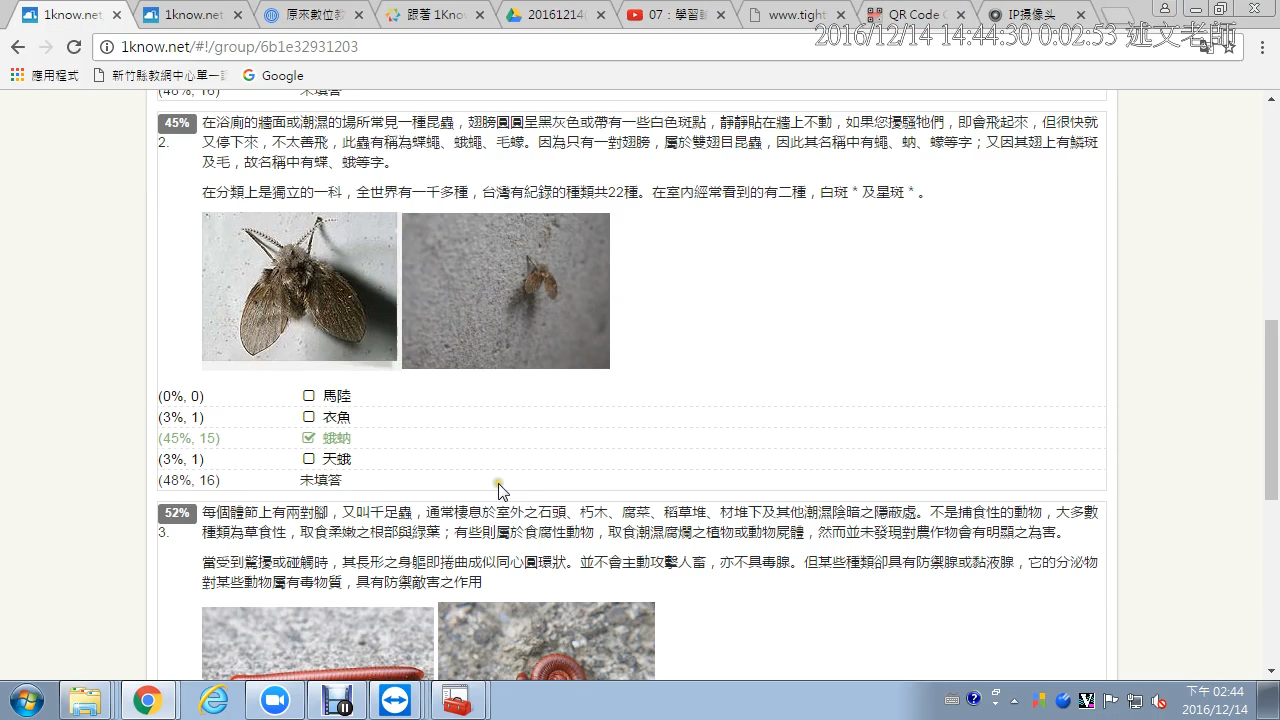 1know.net
1know.net
原來數位教
跟著 1Know
20161214
07：學習
www.tight
QR Code
IP摄像头
1know.net/#!/group/6b1e32931203
2016/12/14 14:44:30 0:02:53 述文老師
應用程式
新竹縣教網中心單一
Google
(48%, 16) 未填答
45% 在浴廁的牆面或潮濕的場所常見一種昆蟲，翅膀圓圓呈黑灰色或帶有一些白色斑點，靜靜貼在牆上不動，如果您擾騷牠們，即會飛起來，但很快就
2. 又停下來，不太善飛，此蟲有稱為蝶蠅、蛾蠅、毛蠓。因為只有一對翅膀，屬於雙翅目昆蟲，因此其名稱中有蠅、蚋、蠓等字；又因其翅上有鱗斑
及毛，故名稱中有蝶、蛾等字。
在分類上是獨立的一科，全世界有一千多種，台灣有紀錄的種類共22種。在室內經常看到的有二種，白斑 * 及星斑 * 。
(0%, 0) 馬陸
(3%, 1) 衣魚
(45%, 15) 蛾蚋
(3%, 1) 天蛾
(48%, 16) 未填答
52% 每個體節上有兩對腳，又叫千足蟲，通常棲息於室外之石頭、朽木、腐菜、稻草堆、材堆下及其他潮濕陰暗之隱蔽處。不是捕食性的動物，大多數
3. 種類為草食性，取食柔嫩之根部與綠葉；有些則屬於食腐性動物，取食潮濕腐爛之植物或動物屍體，然而並未發現對農作物會有明顯之為害。
當受到驚擾或碰觸時，其長形之身軀即捲曲成似同心圓環狀。並不會主動攻擊人畜，亦不具毒腺。但某些種類卻具有防禦腺或黏液腺，它的分泌物
對某些動物屬有毒物質，具有防禦敵害之作用
下午 02:44
2016/12/14